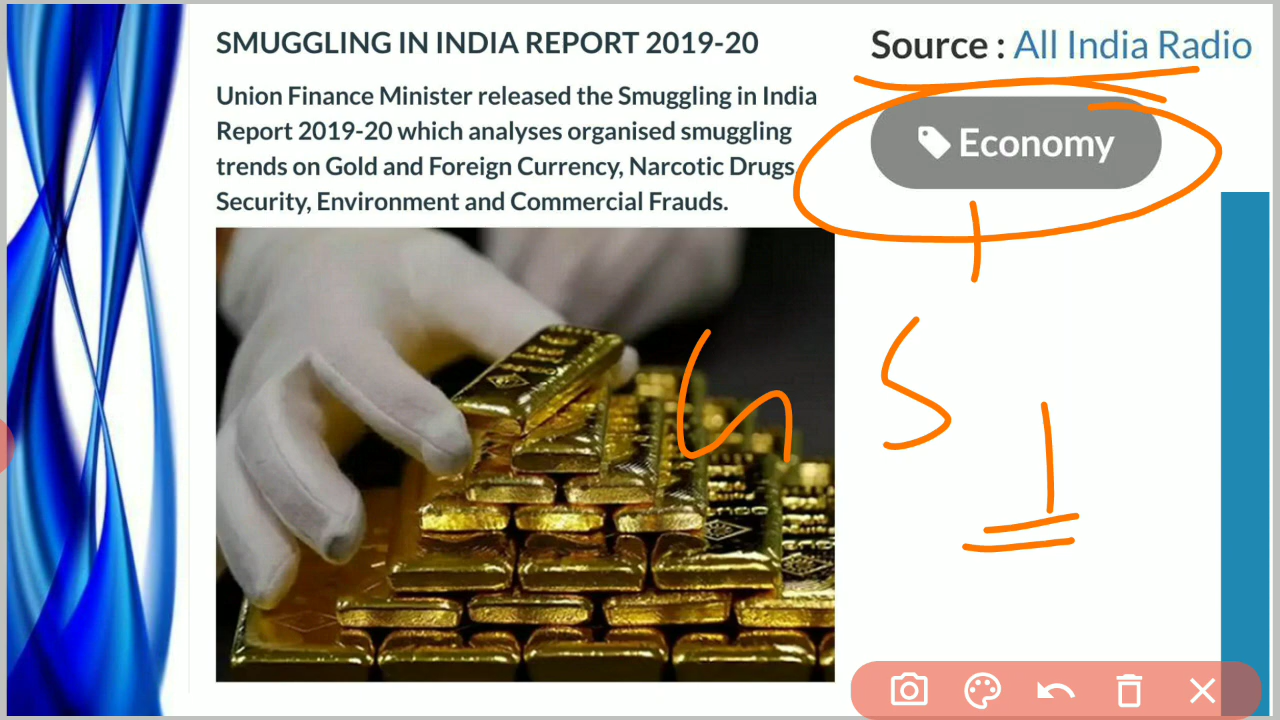 SMUGGLING IN INDIA REPORT 2019-20
Union Finance Minister released the Smuggling in India
Report 2019-20 which analyses organised smuggling
trends on Gold and Foreign Currency, Narcotic Drugs
Security, Environment and Commercial Frauds.
Source : All India Radio
Economy